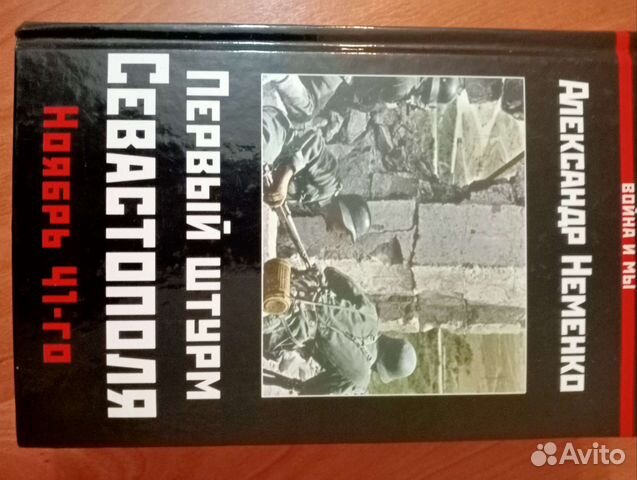 ВОЙНА И МЫ
АЛЕКСАНДР НЕМЕНКО
ПЕРВЫЙ ШТУРМ
СЕВАСТОПОЛЯ
НОЯБРЬ 41-ГО
Avito